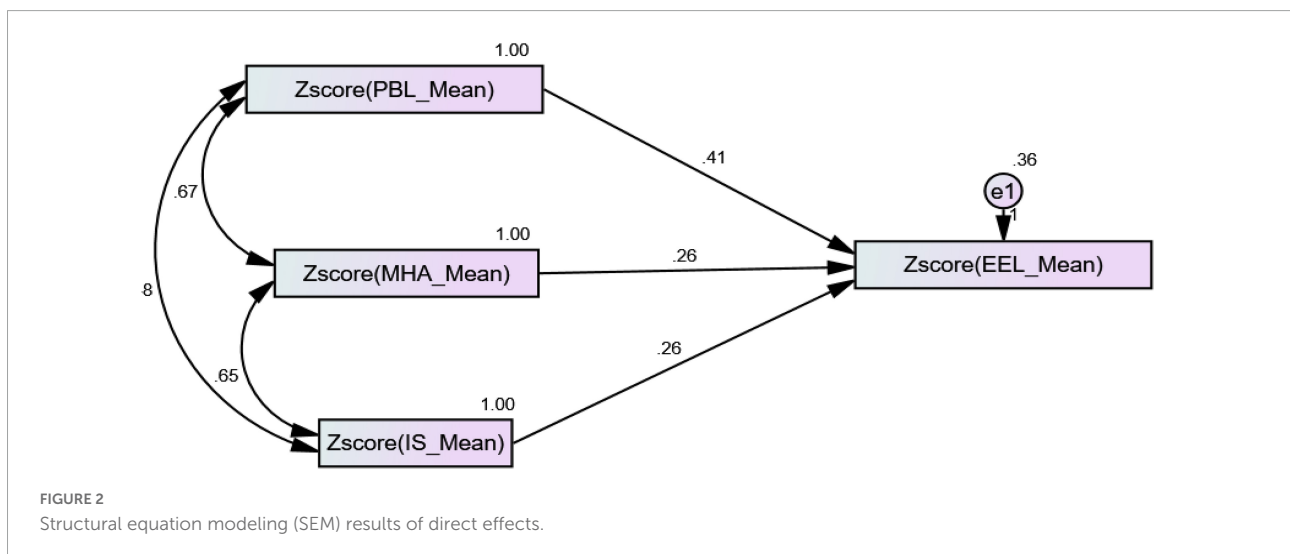 1.00
Zscore(PBL_Mean)
.41
.36
e1
1
.67
1.00
Zscore(MHA_Mean)
.26
Zscore(EEL_Mean)
8
.65
.26
1.00
Zscore(IS_Mean)
FIGURE 2
Structural equation modeling (SEM) results of direct effects.